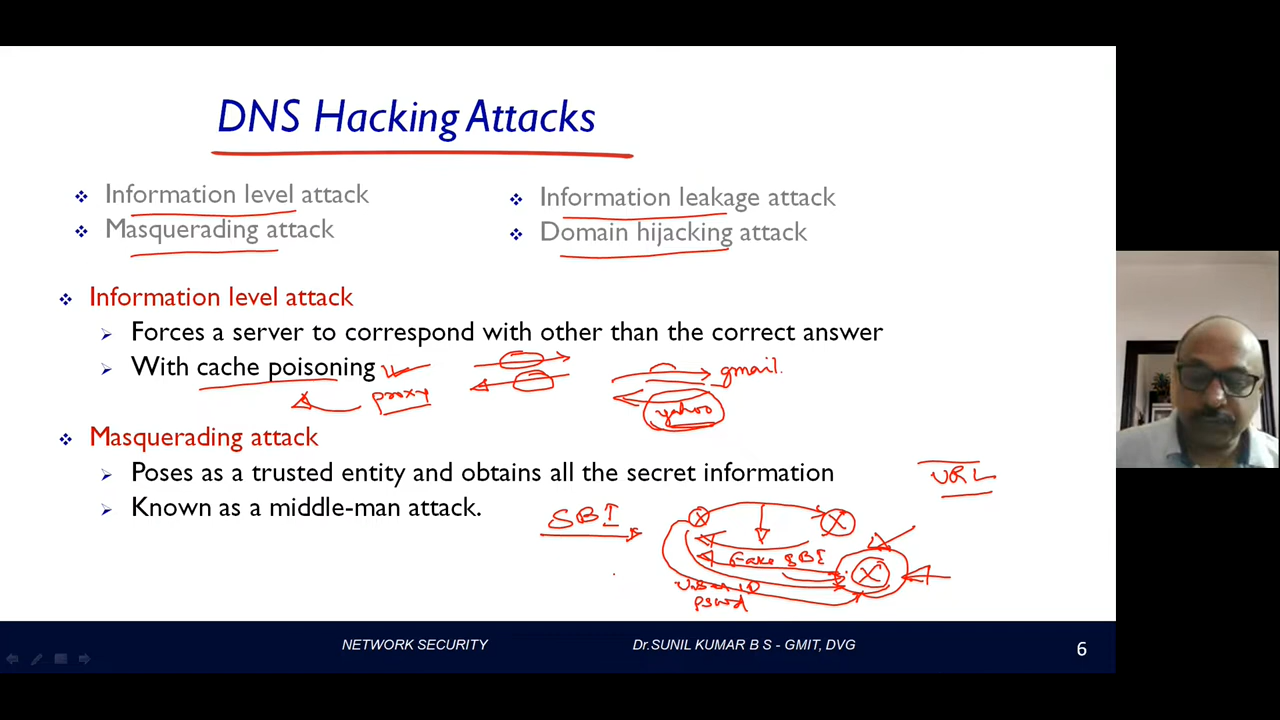 DNS Hacking Attacks
❖ Information level attack
❖ Masquerading attack
❖ Information leakage attack
❖ Domain hijacking attack
❖ Information level attack
➢ Forces a server to correspond with other than the correct answer
➢ With cache poisoning
proxy
gmail.
yahoo
❖ Masquerading attack
➢ Poses as a trusted entity and obtains all the secret information
➢ Known as a middle-man attack.
URL
SBI
Fake SBI
User ID
pswd
NETWORK SECURITY
Dr.SUNIL KUMAR B S - GMIT, DVG
6